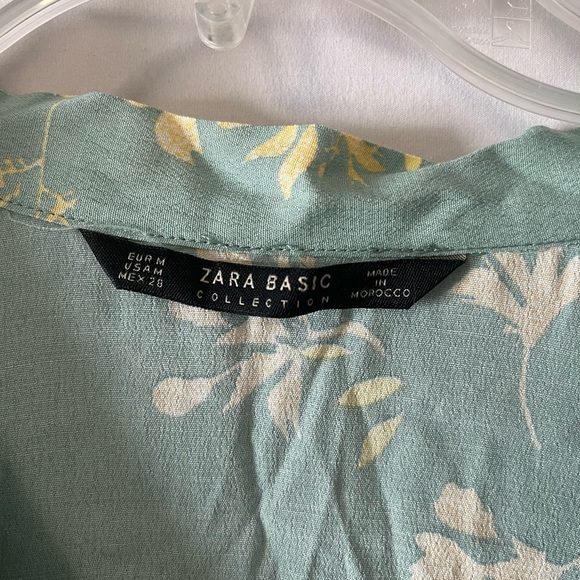 EUR M
USA M
MEX 28
ZARA BASIC
COLLECTION
MADE
IN
MOROCCO